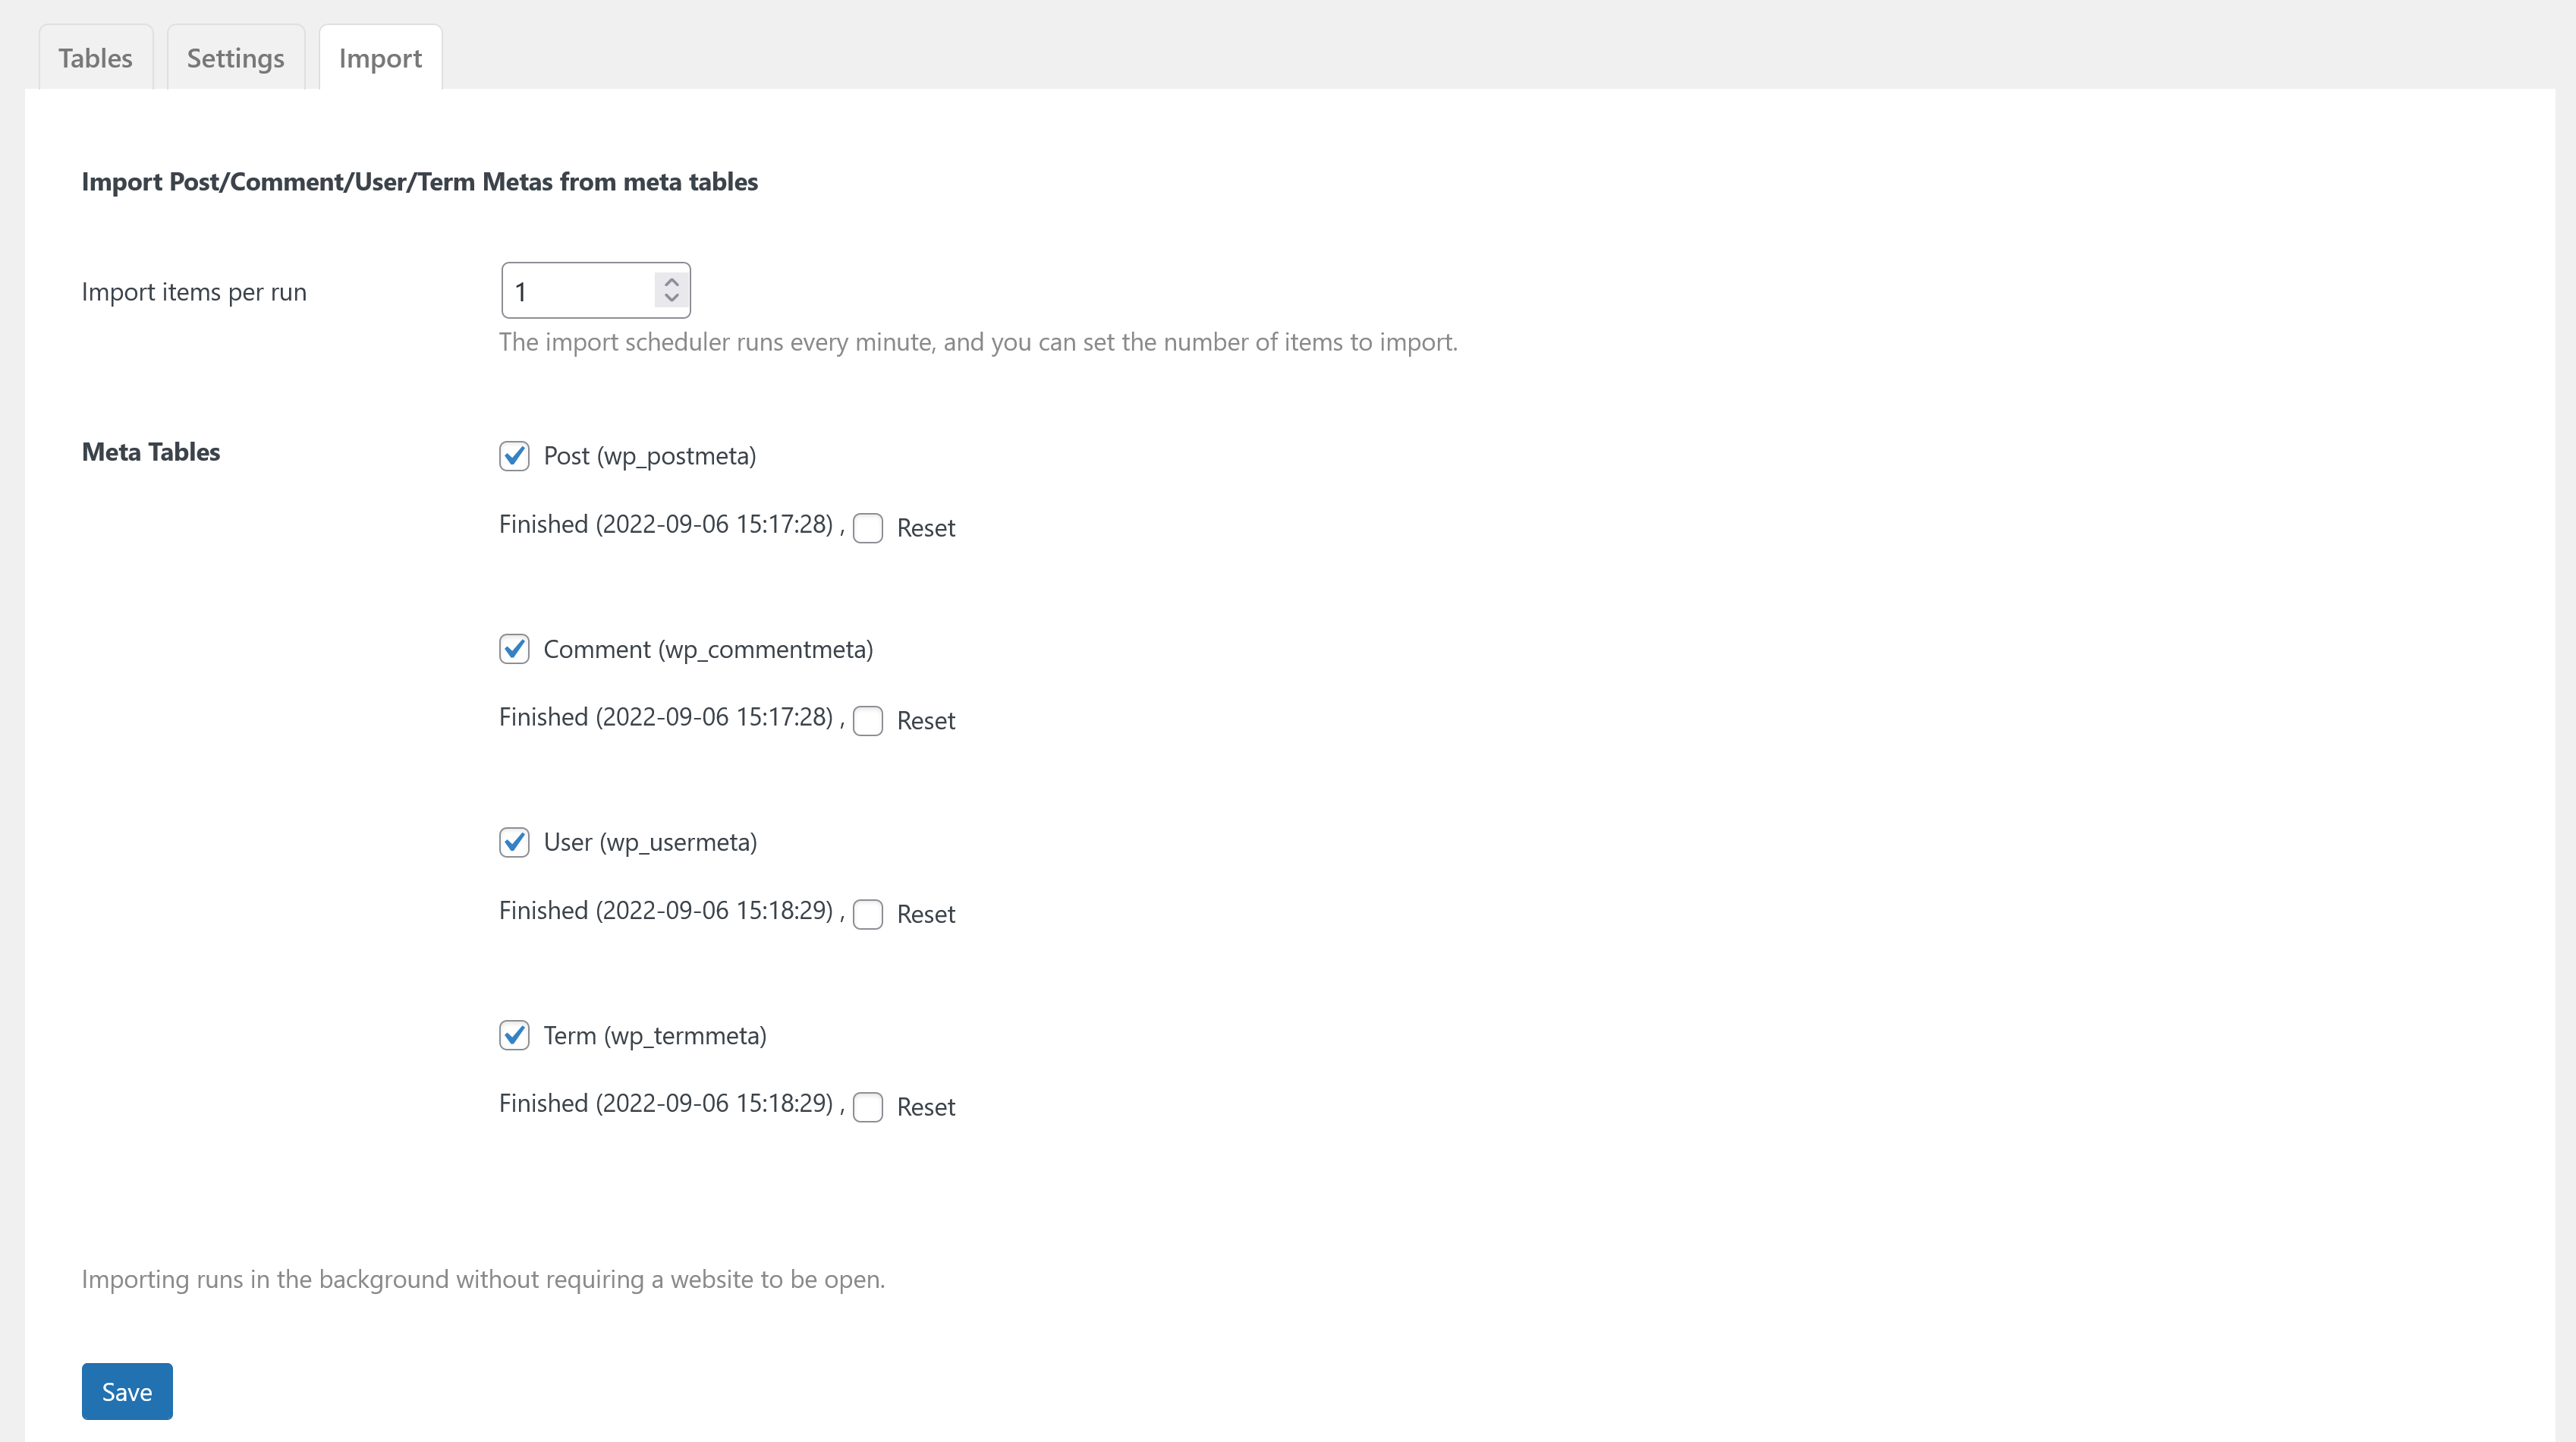 Tables
Settings
Import
Import Post/Comment/User/Term Metas from meta tables
Import items per run
1
The import scheduler runs every minute, and you can set the number of items to import.
Meta Tables
Post (wp_postmeta)
Finished (2022-09-06 15:17:28) , Reset
Comment (wp_commentmeta)
Finished (2022-09-06 15:17:28) , Reset
User (wp_usermeta)
Finished (2022-09-06 15:18:29) , Reset
Term (wp_termmeta)
Finished (2022-09-06 15:18:29) , Reset
Importing runs in the background without requiring a website to be open.
Save